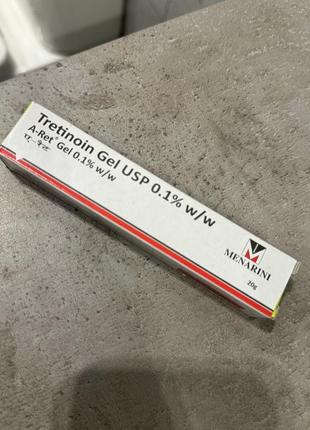 Tretinoin Gel USP 0.1% w/w
A-Ret® Gel 0.1% w/w
ए-रेट
MENARINI
20g